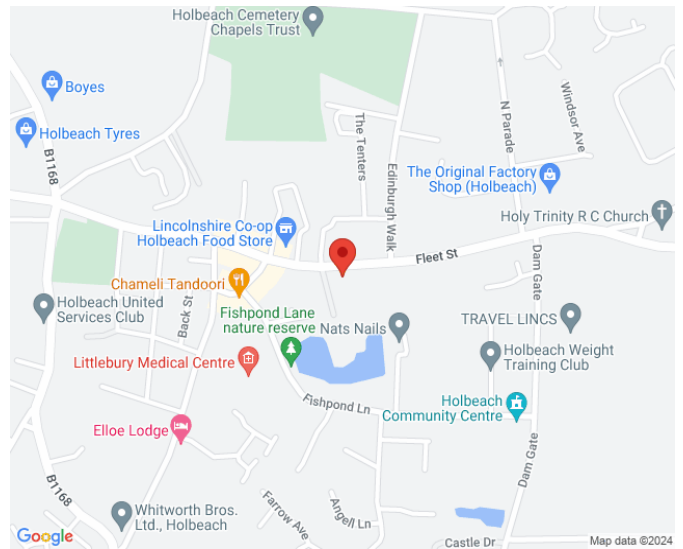 Holbeach Cemetery
Chapels Trust
Boyes
Holbeach Tyres
B1168
The Tenters
Edinburgh Walk
N Parade
Windsor Ave
The Original Factory
Shop (Holbeach)
Holy Trinity R C Church
Lincolnshire Co-op
Holbeach Food Store
Fleet St
Dam Gate
Chameli Tandoori
Holbeach United
Services Club
Back St
Fishpond Lane
nature reserve
Nats Nails
TRAVEL LINCS
Holbeach Weight
Training Club
Littlebury Medical Centre
Fishpond Ln
Holbeach
Community Centre
Elloe Lodge
Dam Gate
B1168
Whitworth Bros.
Ltd., Holbeach
Farrow Ave
Angell Ln
Castle Dr
Google
Map data ©2024